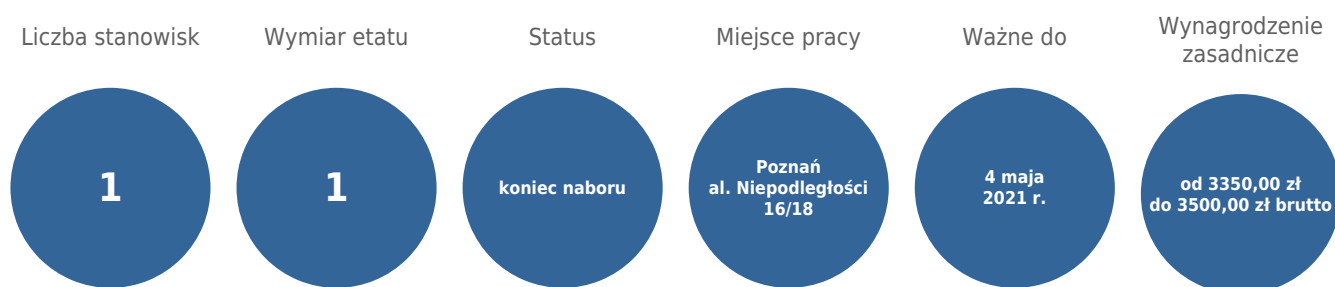 Liczba stanowisk
1
Wymiar etatu
1
Status
koniec naboru
Miejsce pracy
Poznań
al. Niepodległości
16/18
Ważne do
4 maja
2021 r.
Wynagrodzenie
zasadnicze
od 3350,00 zł
do 3500,00 zł brutto